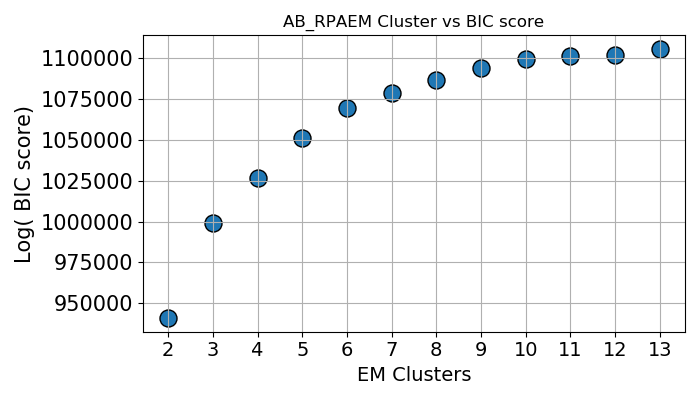 AB_RPAEM Cluster vs BIC score
Log( BIC score)
1100000
1075000
1050000
1025000
1000000
975000
950000
2 3 4 5 6 7 8 9 10 11 12 13
EM Clusters